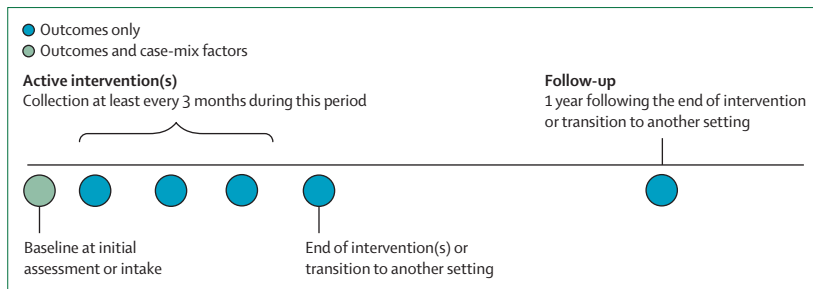 Outcomes only
Outcomes and case-mix factors
Active intervention(s)
Collection at least every 3 months during this period
Follow-up
1 year following the end of intervention
or transition to another setting
Baseline at initial
assessment or intake
End of intervention(s) or
transition to another setting